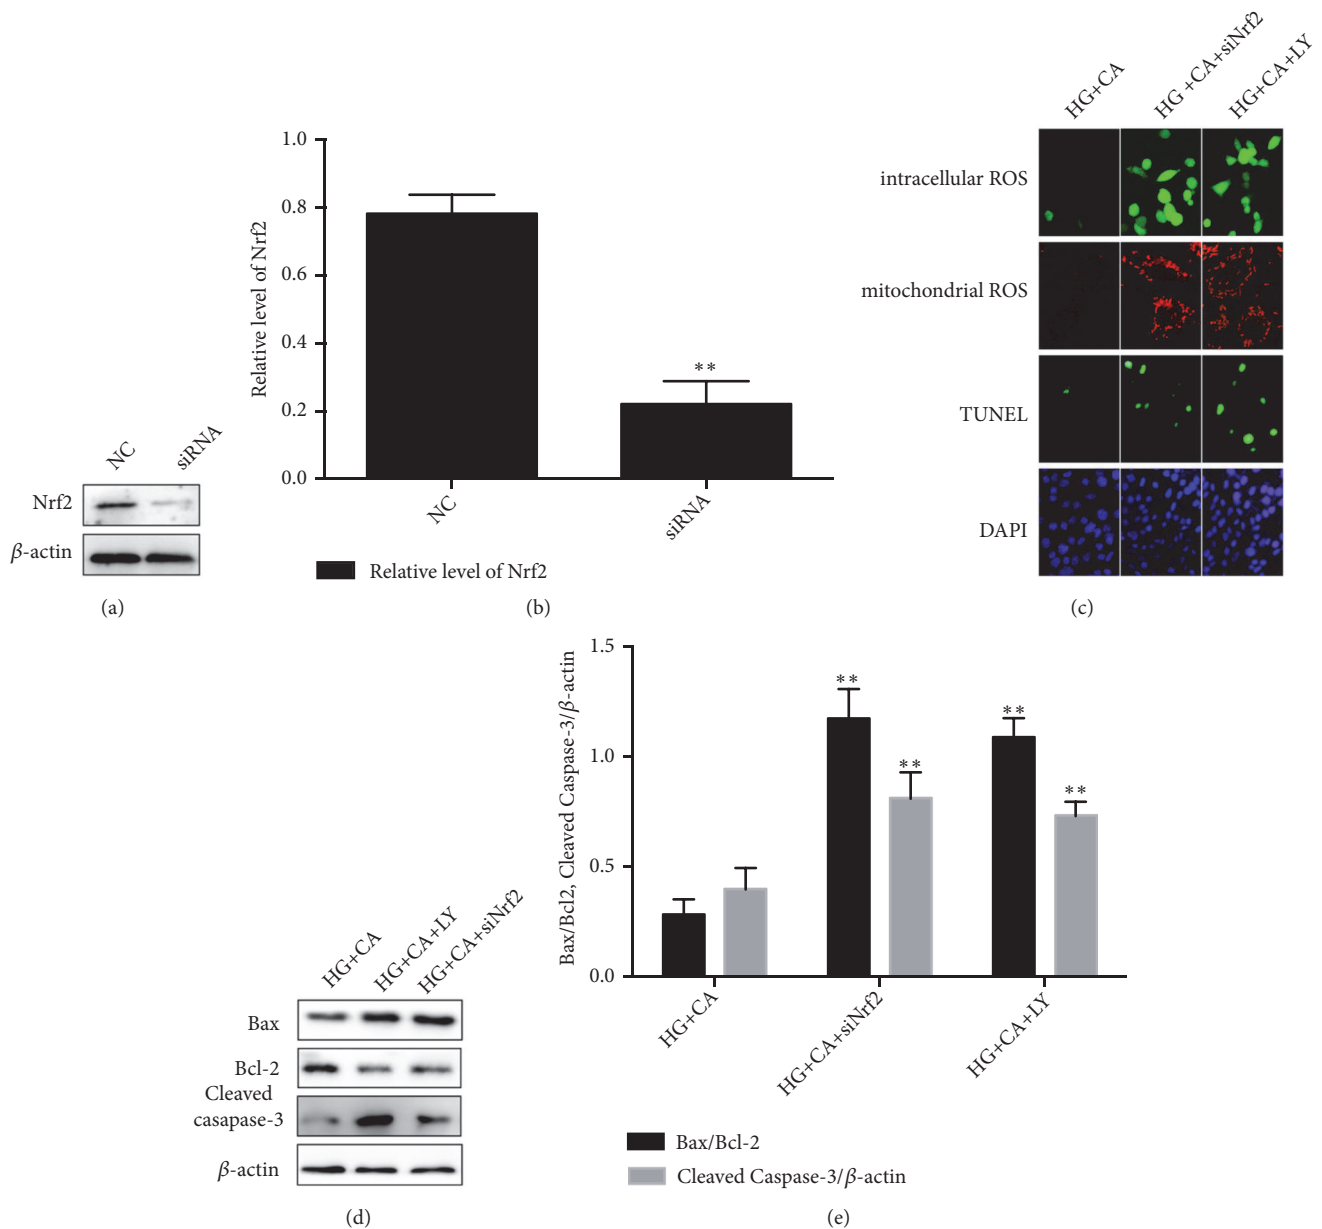 NC
siRNA
Nrf2
β-actin
(a)
Relative level of Nrf2
1.0
0.8
0.6
0.4
0.2
0.0
**
NC
siRNA
Relative level of Nrf2
(b)
HG+CA
HG +CA+siNrf2
HG+CA+LY
intracellular ROS
mitochondrial ROS
TUNEL
DAPI
(c)
HG+CA
HG+CA+LY
HG+CA+siNrf2
Bax
Bcl-2
Cleaved
casapase-3
β-actin
(d)
Bax/Bcl2, Cleaved Caspase-3/β-actin
1.5
1.0
0.5
0.0
**
**
**
**
HG+CA
HG+CA+siNrf2
HG+CA+LY
Bax/Bcl-2
Cleaved Caspase-3/β-actin
(e)